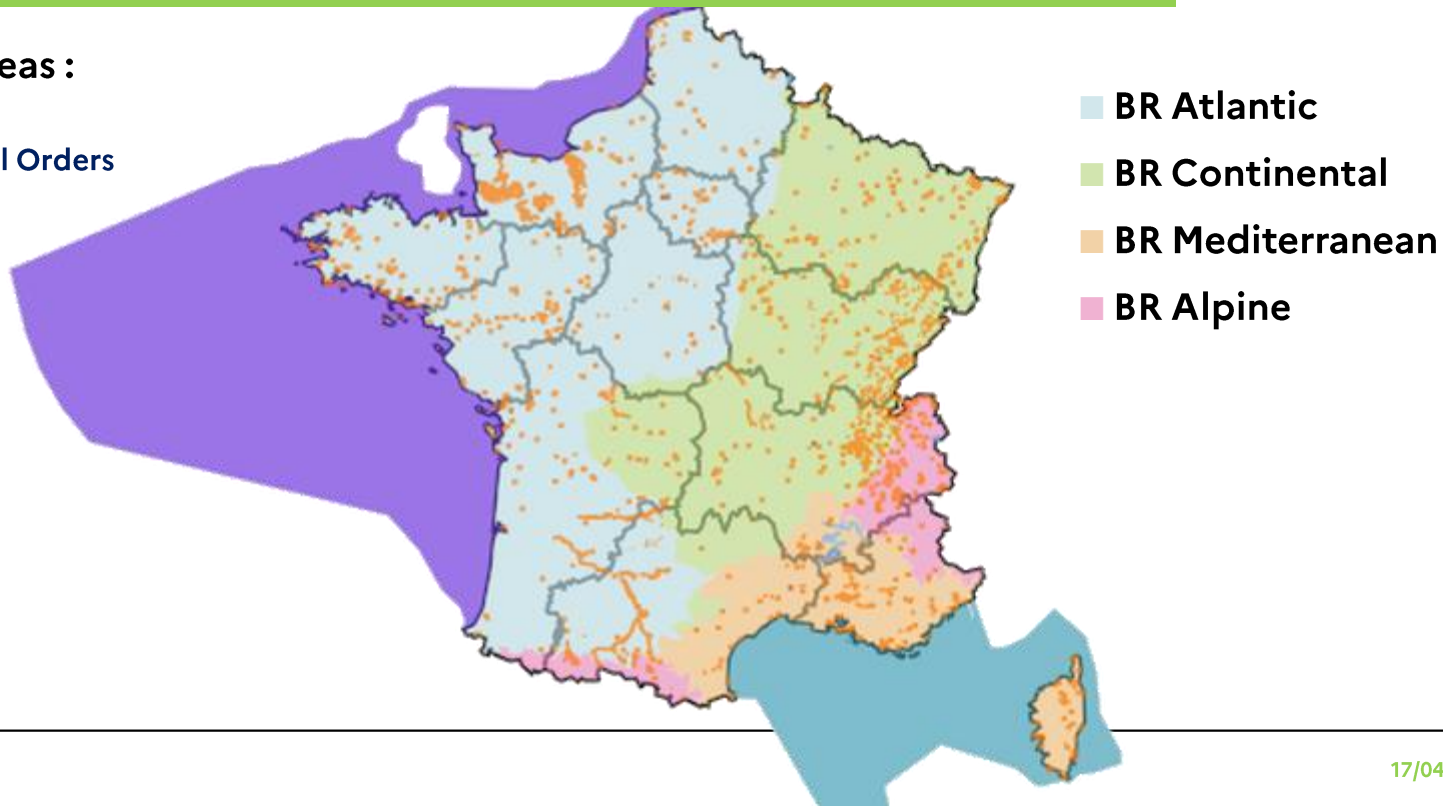 eas :
l Orders
BR Atlantic
BR Continental
BR Mediterranean
BR Alpine
17/04